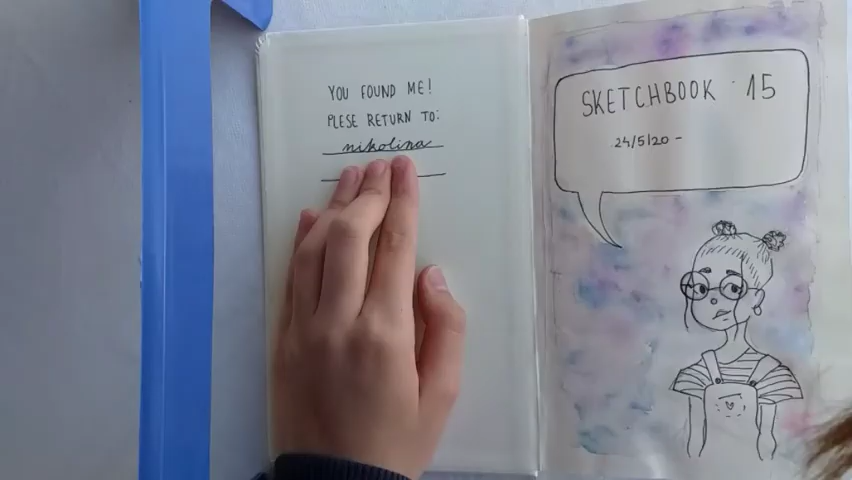 YOU FOUND ME!
PLESE RETURN TO:
nikolina
SKETCHBOOK 15
24/5/20 -